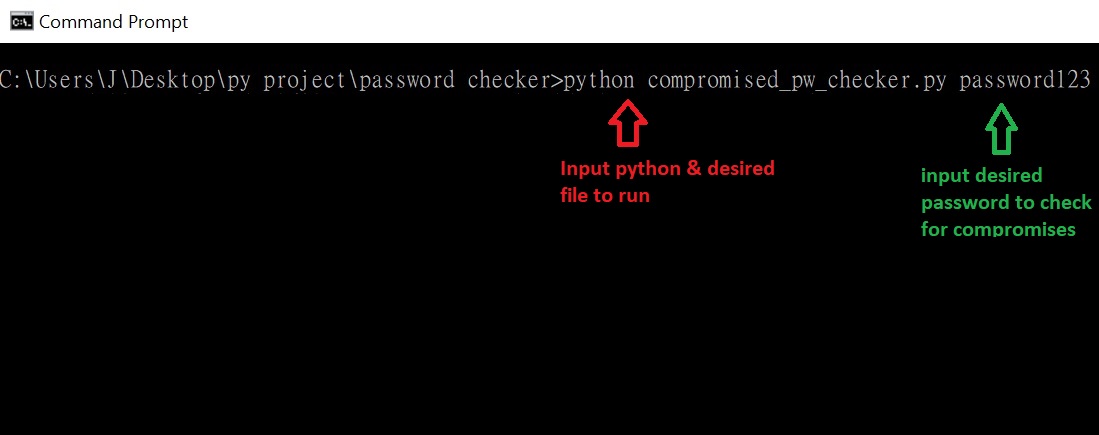 Command Prompt
C:\Users\J\Desktop\py project\password checker>python compromised_pw_checker.py password123
Input python & desired
file to run
input desired
password to check
for compromises